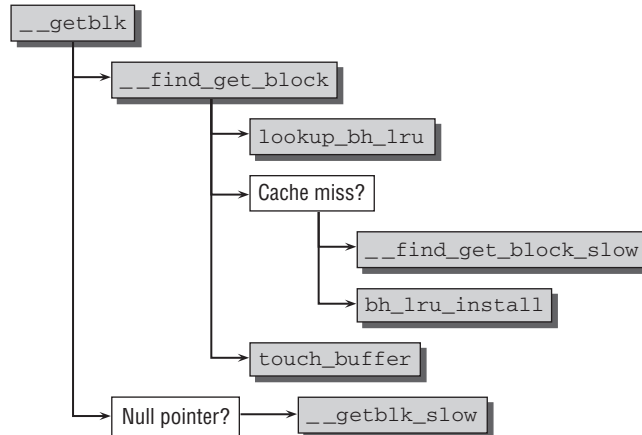 __getblk
__find_get_block
lookup_bh_lru
Cache miss?
__find_get_block_slow
bh_lru_install
touch_buffer
Null pointer?
__getblk_slow